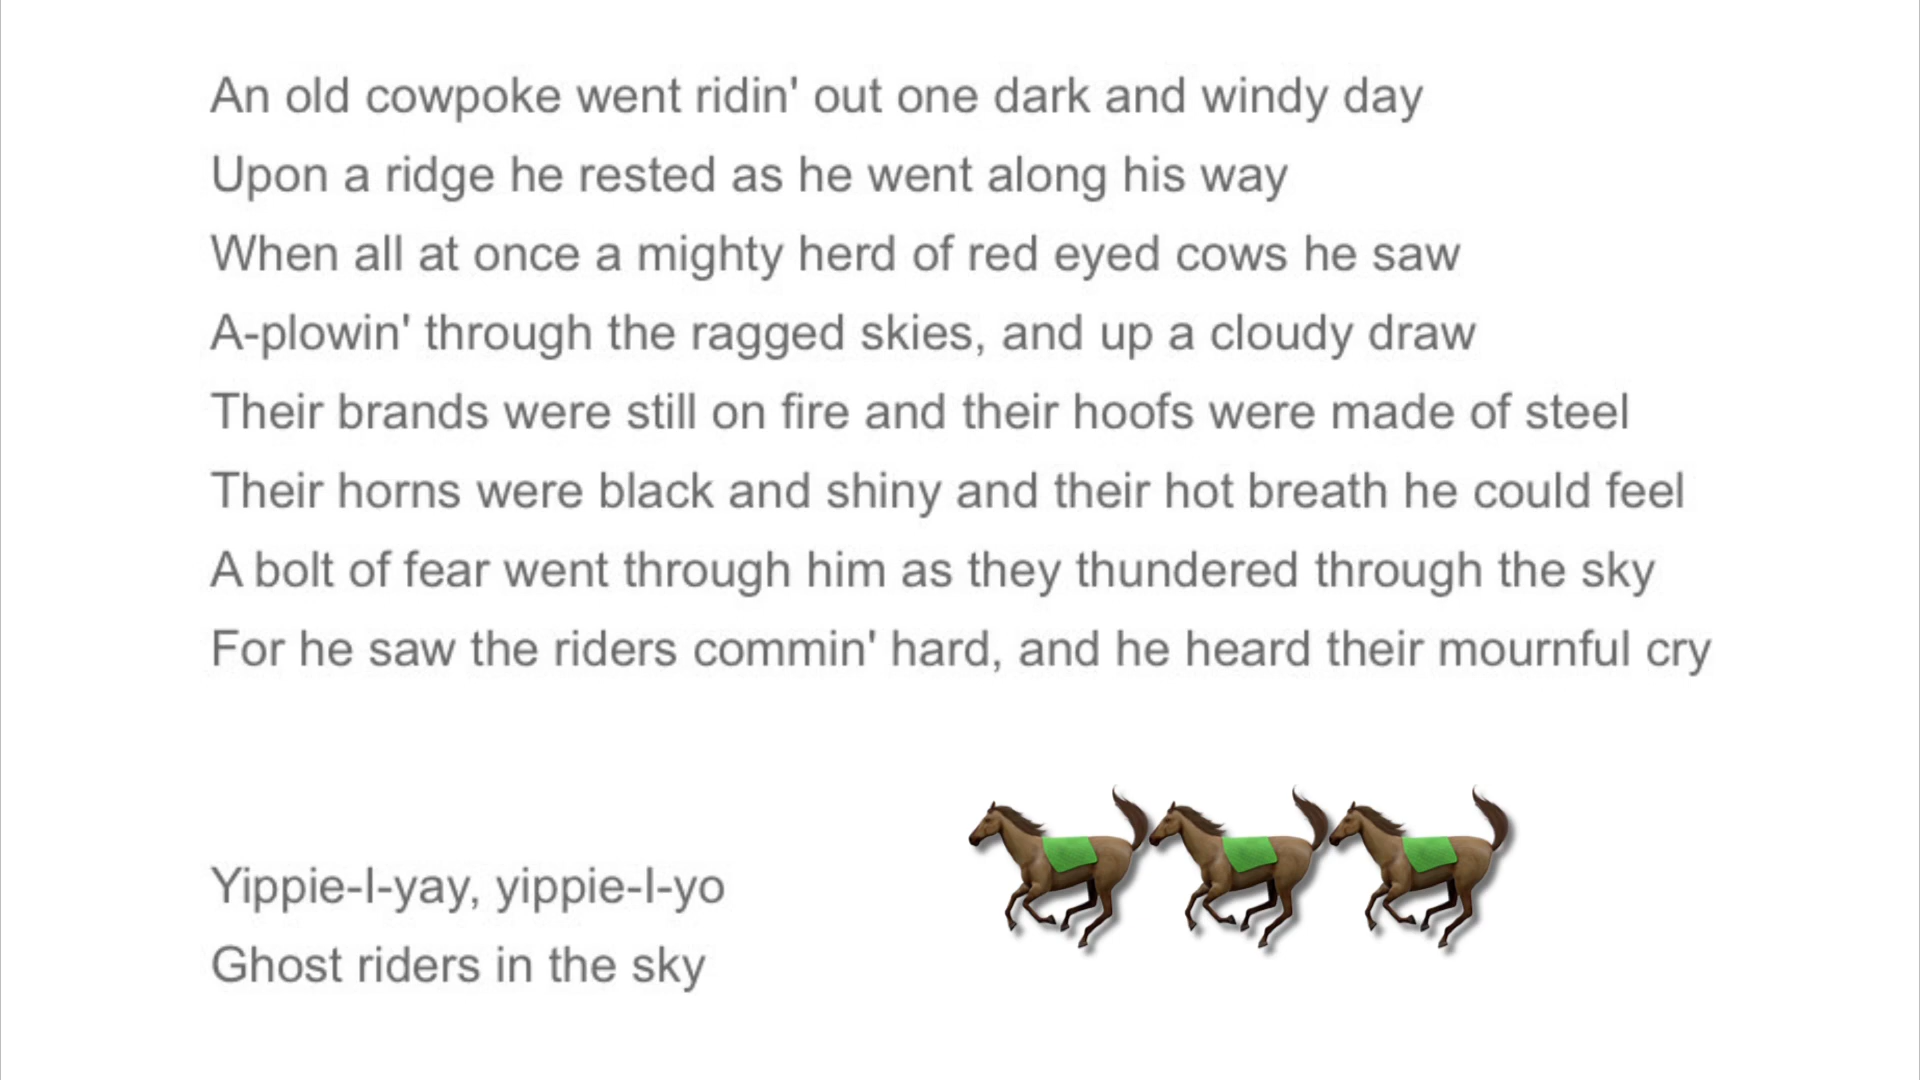 An old cowpoke went ridin' out one dark and windy day
Upon a ridge he rested as he went along his way
When all at once a mighty herd of red eyed cows he saw
A-plowin' through the ragged skies, and up a cloudy draw
Their brands were still on fire and their hoofs were made of steel
Their horns were black and shiny and their hot breath he could feel
A bolt of fear went through him as they thundered through the sky
For he saw the riders commin' hard, and he heard their mournful cry
Yippie-I-yay, yippie-I-yo
Ghost riders in the sky